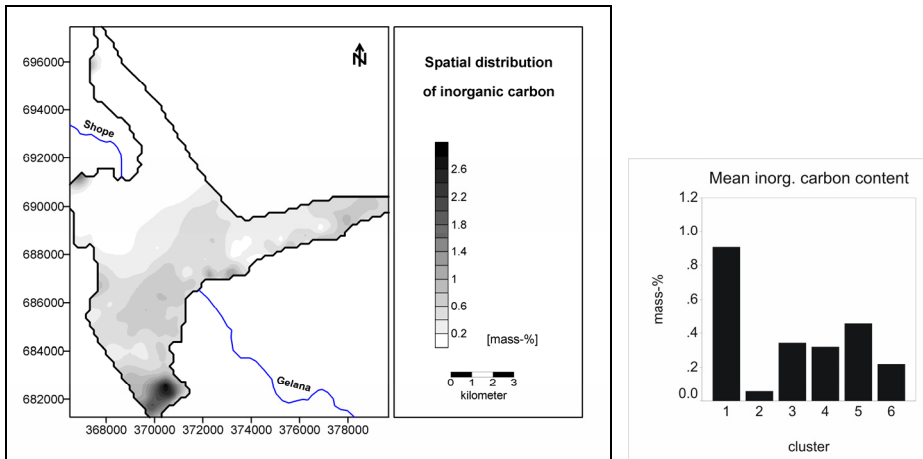 Spatial distribution
of inorganic carbon
N
696000
694000
692000
690000
688000
686000
684000
682000
368000 370000 372000 374000 376000 378000
Shope
Gelana
2.6
2.2
1.8
1.4
1
0.6
0.2
[mass-%]
0 1 2 3
kilometer
Mean inorg. carbon content
mass-%
1.2
1.0
.8
.6
.4
.2
0.0
1 2 3 4 5 6
cluster